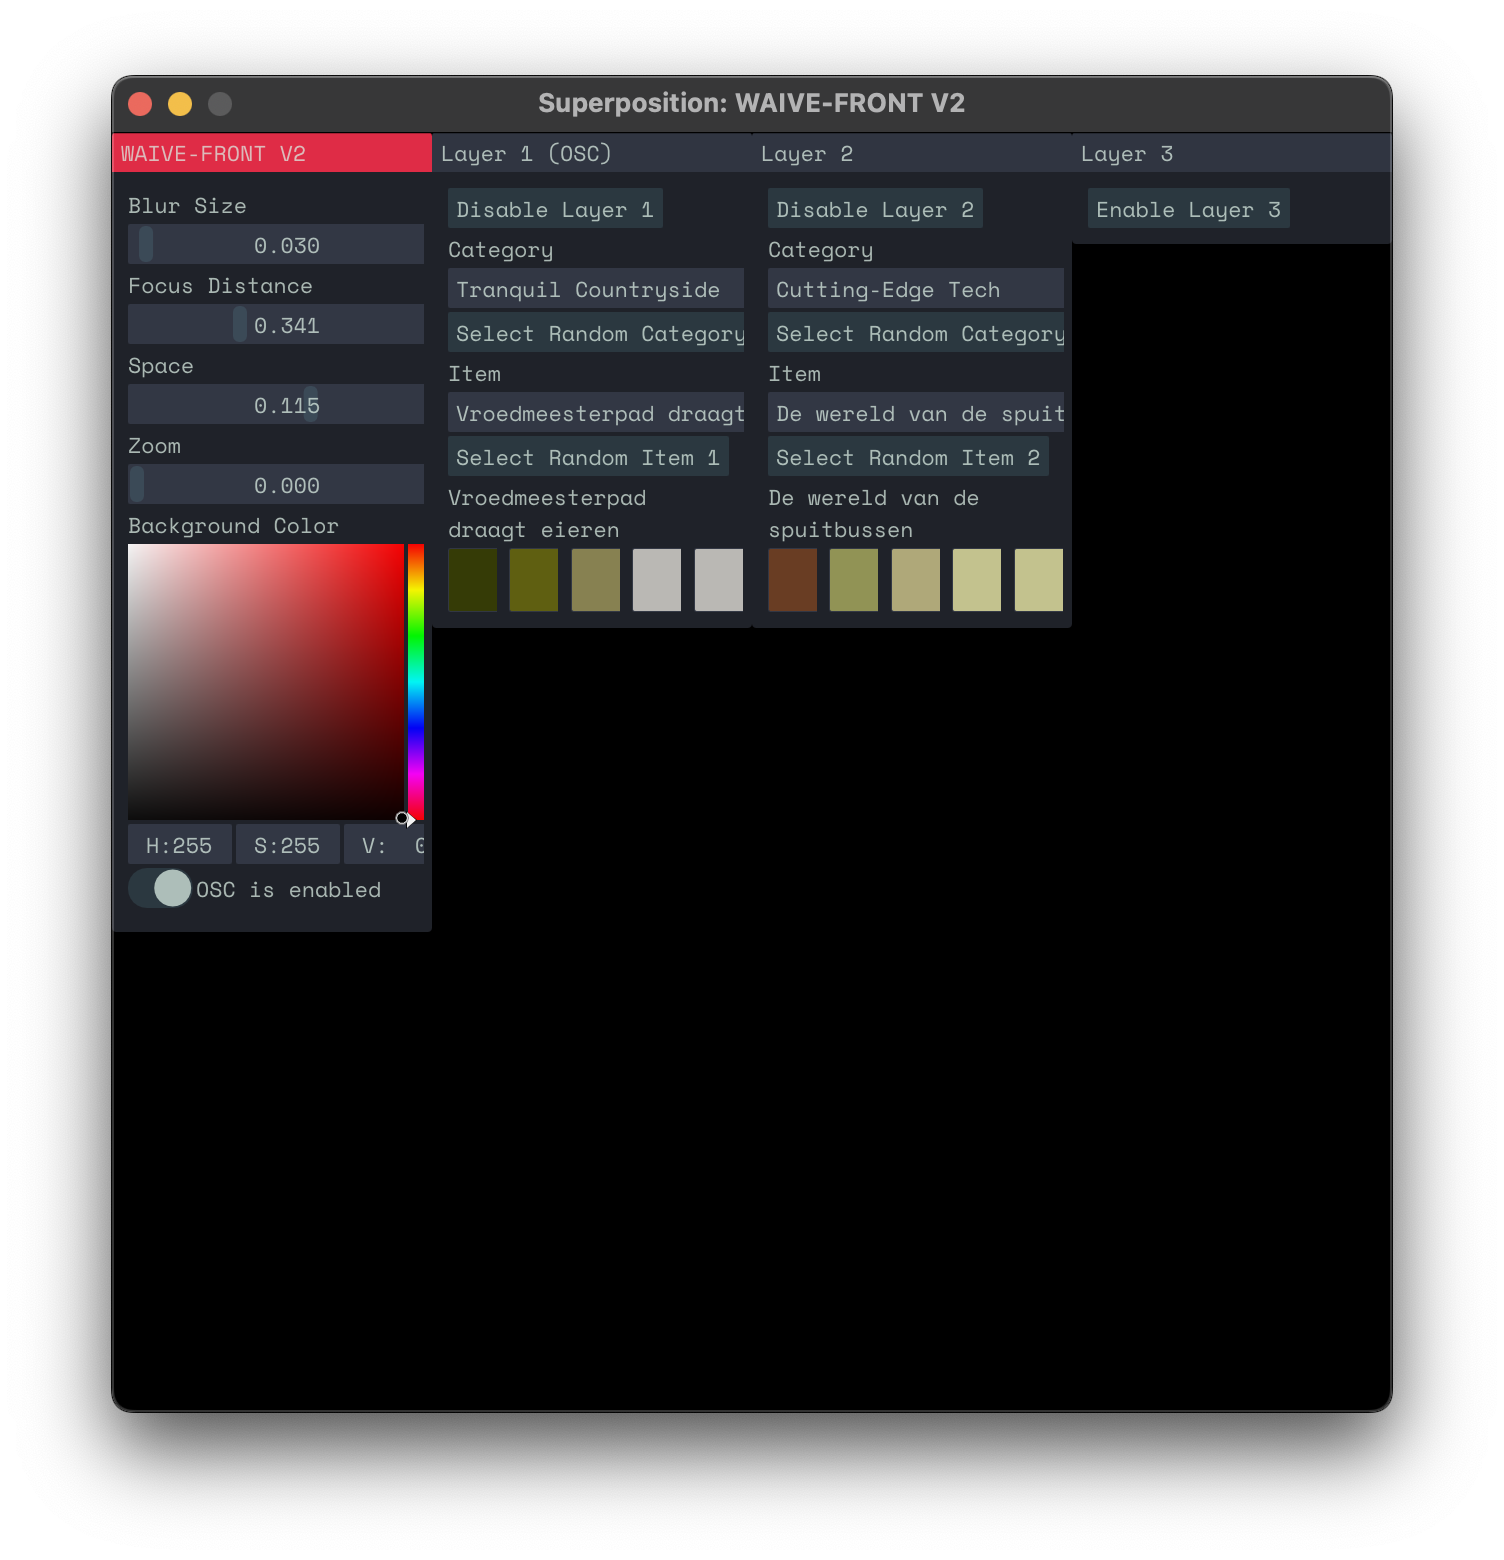 Superposition: WAIVE-FRONT V2
WAIVE-FRONT V2
Blur Size
0.030
Focus Distance
0.341
Space
0.115
Zoom
0.000
Background Color
H:255 S:255 V: 0
OSC is enabled
Layer 1 (OSC)
Disable Layer 1
Category
Tranquil Countryside
Select Random Category
Item
Vroedmeesterpad draagt
Select Random Item 1
Vroedmeesterpad
draagt eieren
Layer 2
Disable Layer 2
Category
Cutting-Edge Tech
Select Random Category
Item
De wereld van de spuit
Select Random Item 2
De wereld van de
spuitbussen
Layer 3
Enable Layer 3